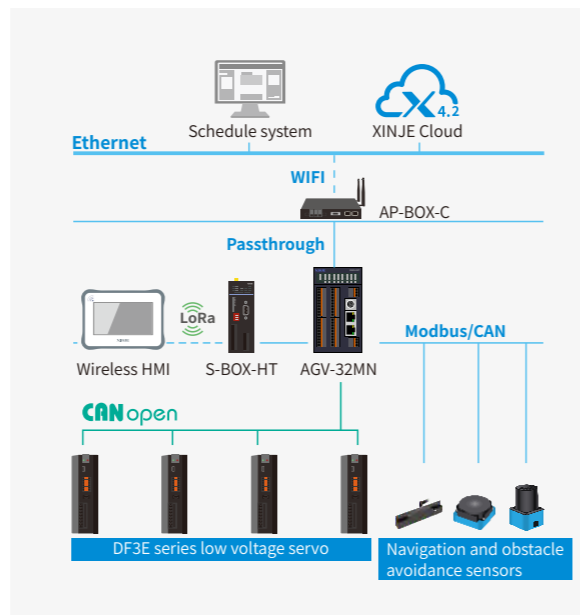 4.2
Schedule system
XINJE Cloud
Ethernet
WIFI
AP-BOX-C
Passthrough
LoRa
Modbus/CAN
Wireless HMI
S-BOX-HT
AGV-32MN
CANopen
DF3E series low voltage servo
Navigation and obstacle
avoidance sensors